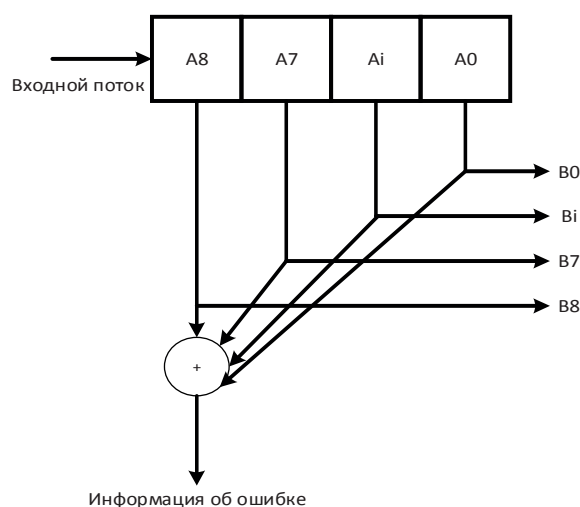 A8 A7 Ai A0
Входной поток
B0
Bi
B7
B8
+
Информация об ошибке